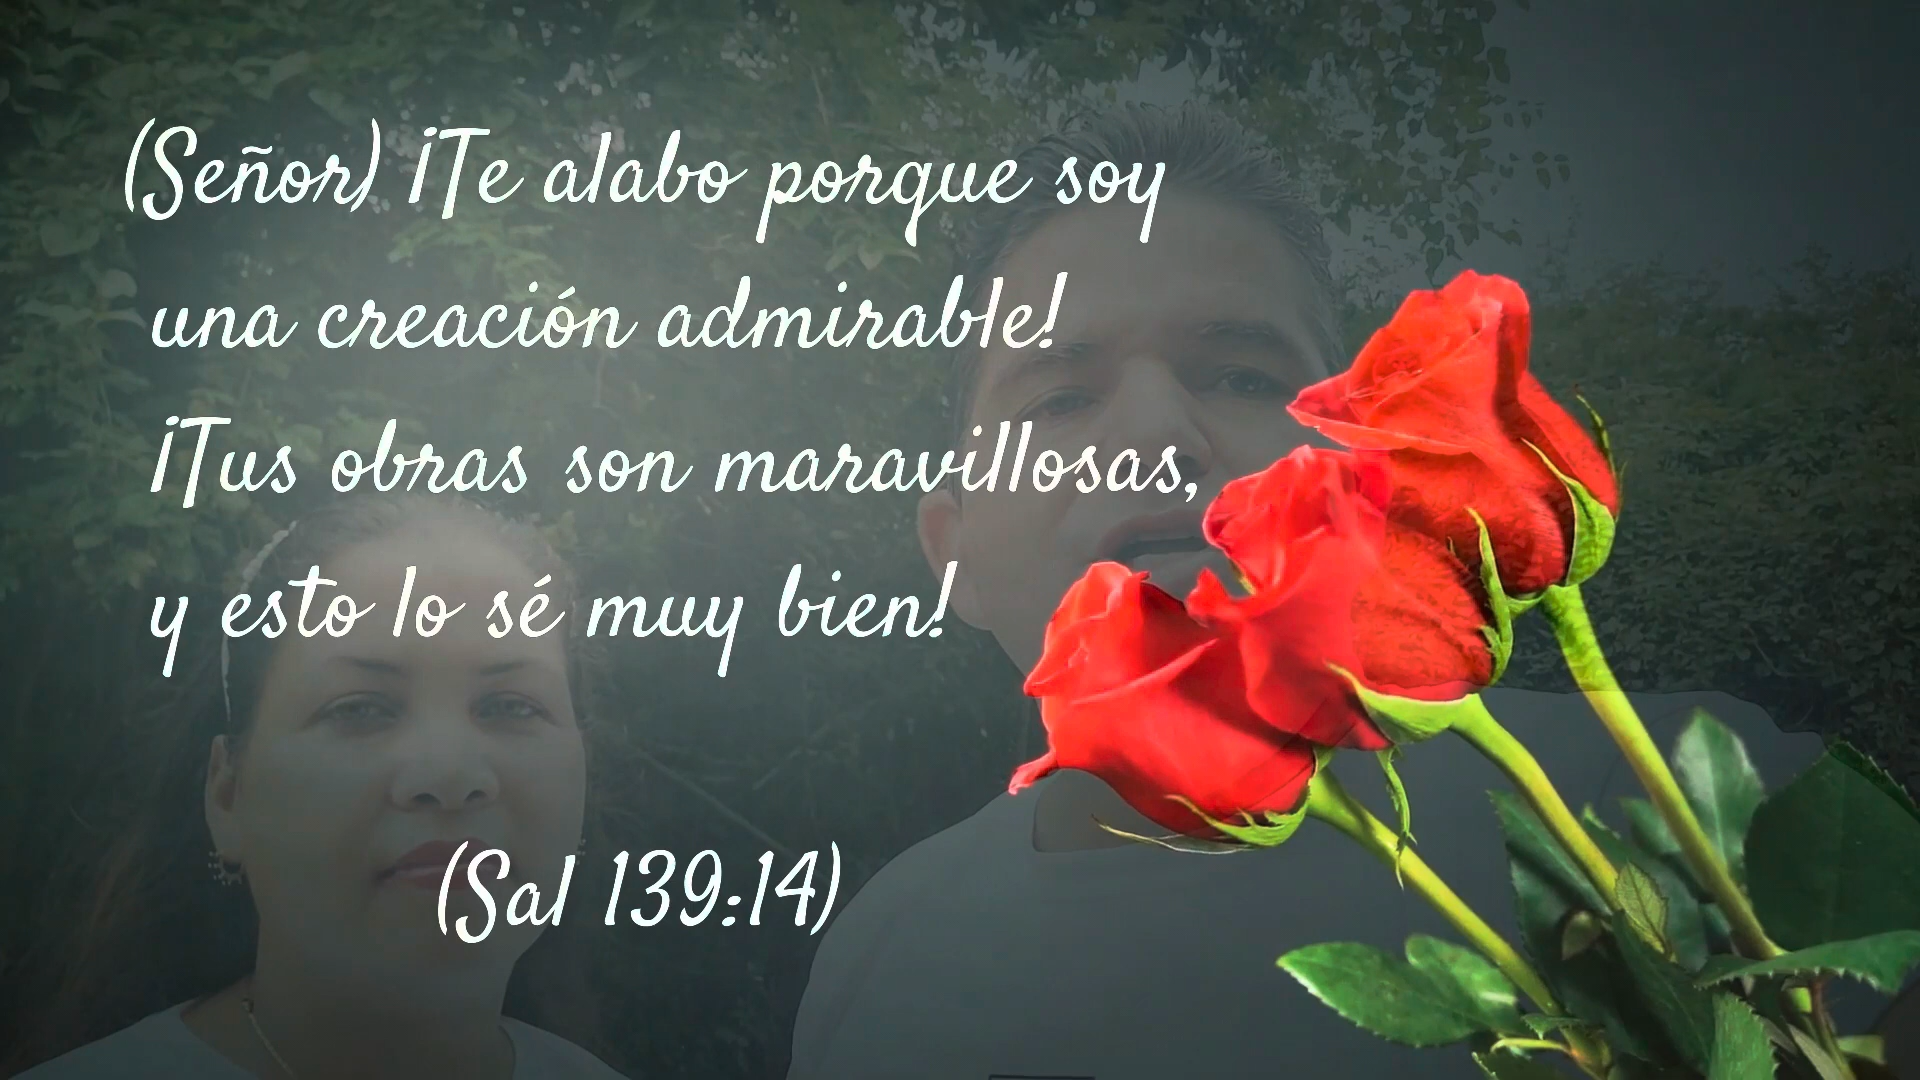 (Señor) ¡Te alabo porque soy
una creación admirable!
¡Tus obras son maravillosas,
y esto lo sé muy bien!
(Sal 139:14)